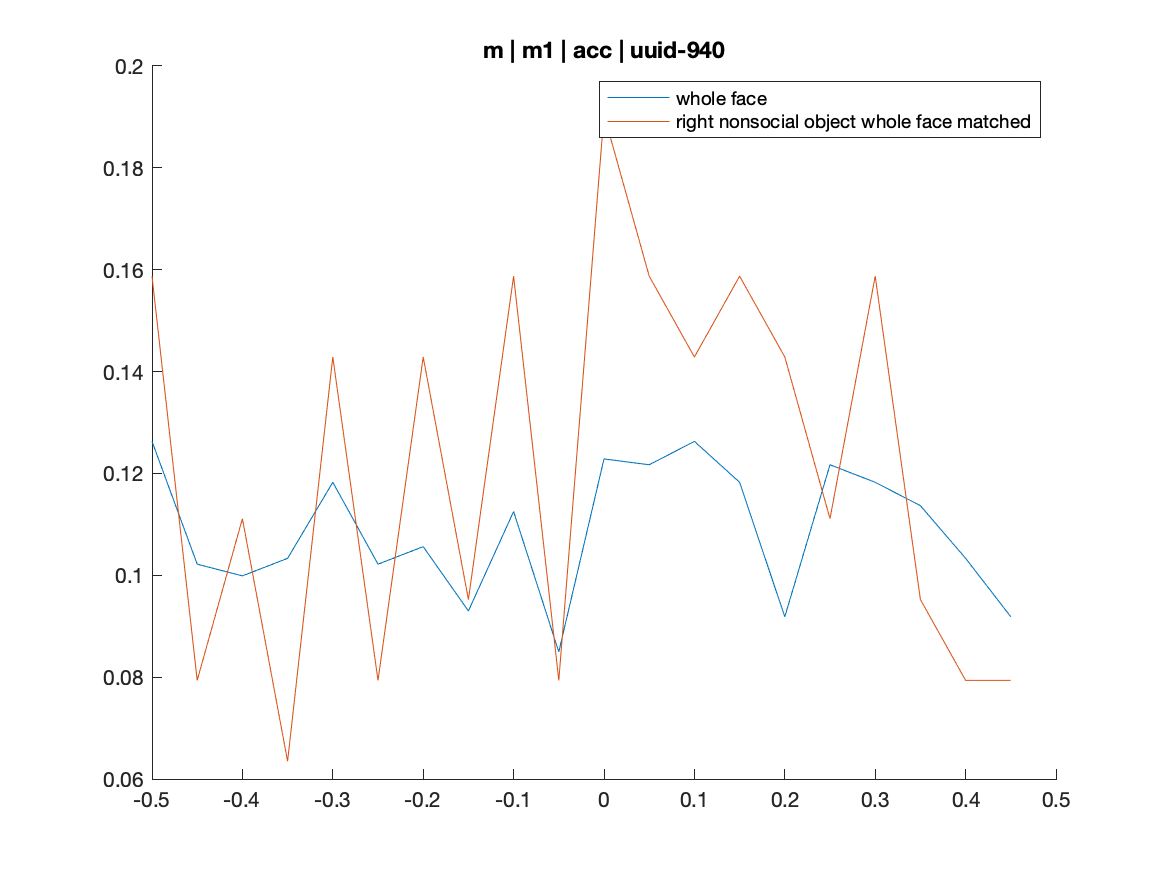 m | m1 | acc | uuid-940
whole face
right nonsocial object whole face matched
0.2
0.18
0.16
0.14
0.12
0.1
0.08
0.06
-0.5 -0.4 -0.3 -0.2 -0.1 0 0.1 0.2 0.3 0.4 0.5